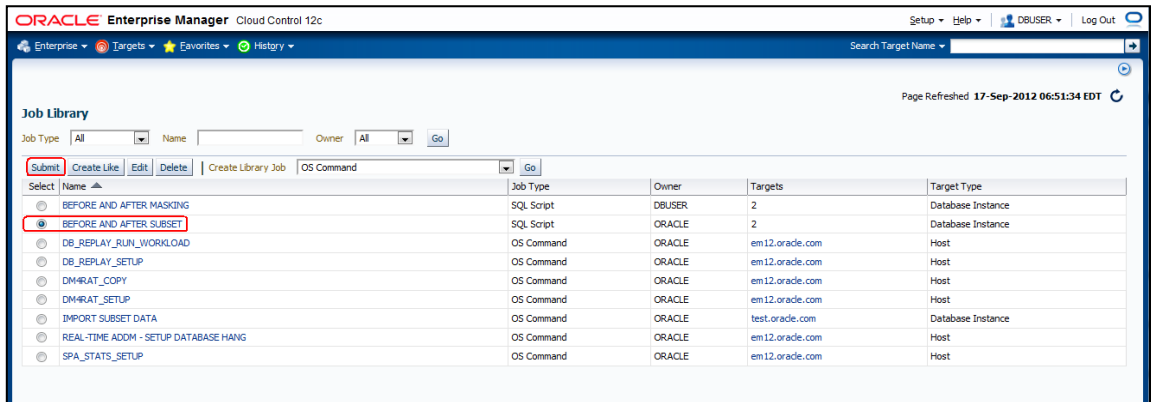 ORACLE Enterprise Manager Cloud Control 12c Setup Help DBUSER Log Out
Enterprise Targets Favorites History Search Target Name
Page Refreshed 17-Sep-2012 06:51:34 EDT
Job Library
Job Type All Name Owner All Go
Submit Create Like Edit Delete Create Library Job OS Command Go
Select Name Job Type Owner Targets Target Type
BEFORE AND AFTER MASKING SQL Script DBUSER 2 Database Instance
BEFORE AND AFTER SUBSET SQL Script ORACLE 2 Database Instance
DB_REPLAY_RUN_WORKLOAD OS Command ORACLE em12.oracle.com Host
DB_REPLAY_SETUP OS Command ORACLE em12.oracle.com Host
DM4RAT_COPY OS Command ORACLE em12.oracle.com Host
DM4RAT_SETUP OS Command ORACLE em12.oracle.com Host
IMPORT SUBSET DATA OS Command ORACLE test.oracle.com Database Instance
REAL-TIME ADDM - SETUP DATABASE HANG OS Command ORACLE em12.oracle.com Host
SPA_STATS_SETUP OS Command ORACLE em12.oracle.com Host